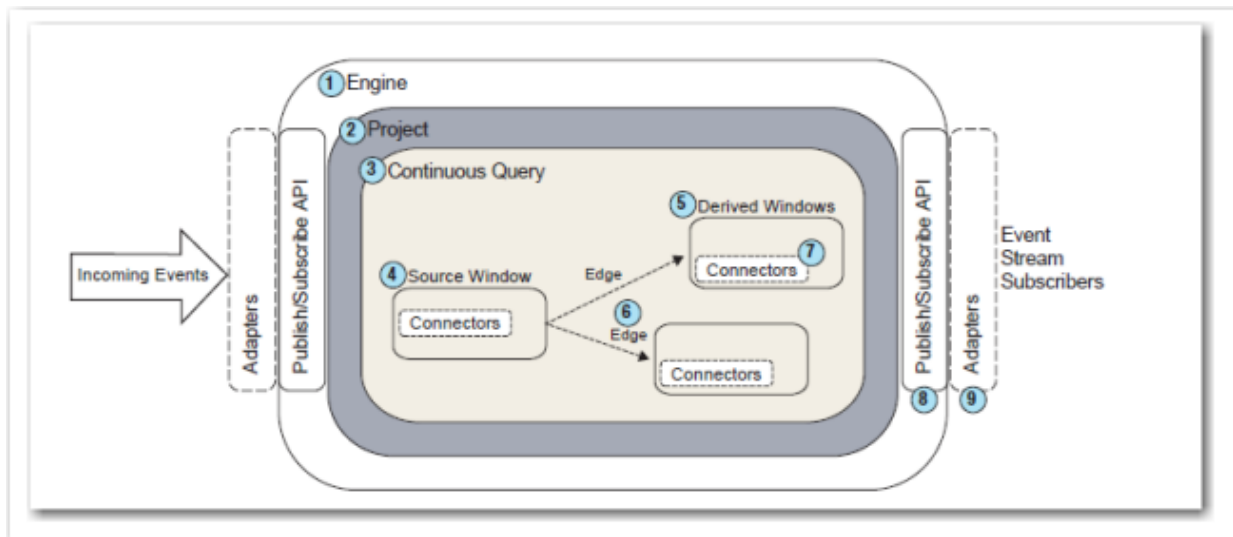 1 Engine
2 Project
3 Continuous Query
5 Derived Windows
7
Connectors
Incoming Events
Adapters
Publish/Subscribe API
4 Source Window
Connectors
Edge
6
Edge
Connectors
Publish/Subscribe API
8
Adapters
9
Event
Stream
Subscribers